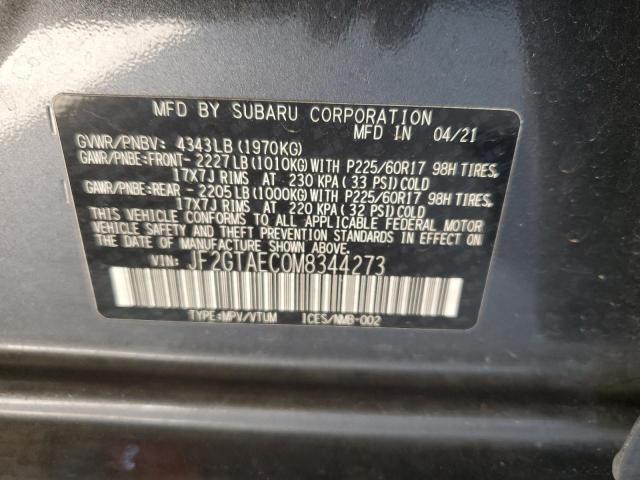 MFD BY SUBARU CORPORATION
MFD. IN 04/21
GVWR/PNBV: 4343LB (1970KG)
GAWR/PNBE:FRONT- 2227LB(1010KG)WITH P225/60R17 98H TIRES,
17X7J RIMS AT 230 KPA ( 33 PSI)COLD
GAWR/PNBE:REAR - 2205LB(1000KG)WITH P225/60R17 98H TIRES,
17X7J RIMS AT 220 KPA ( 32 PSI)COLD
THIS VEHICLE CONFORMS TO ALL APPLICABLE FEDERAL MOTOR
VEHICLE SAFETY AND THEFT PREVENTION STANDARDS IN
EFFECT ON THE DATE OF MANUFACTURE SHOWN ABOVE.
VIN: JF2GTAEC0M8344273
TYPE:MPV/VTUM ICES/NMB-002